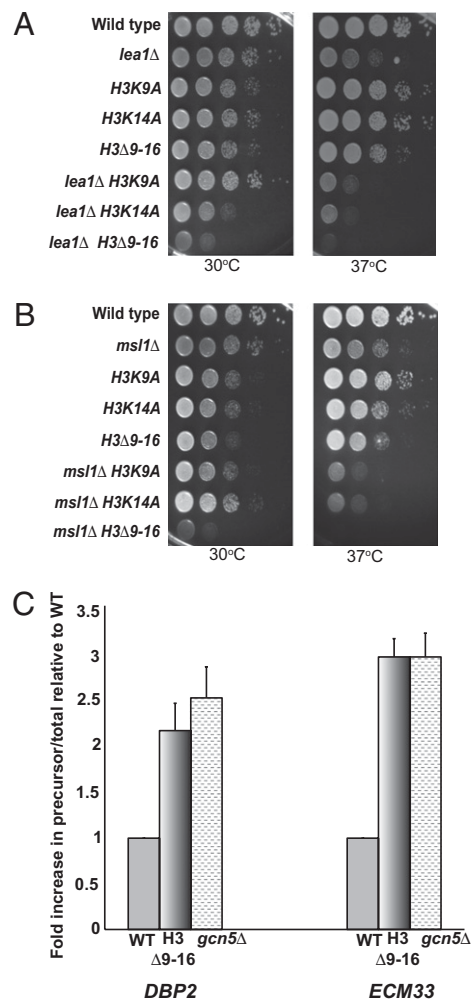 A
Wild type
lea1Δ
H3K9A
H3K14A
H3Δ9-16
lea1Δ H3K9A
lea1Δ H3K14A
lea1Δ H3Δ9-16
30°C
37°C
B
Wild type
msl1Δ
H3K9A
H3K14A
H3Δ9-16
msl1Δ H3K9A
msl1Δ H3K14A
msl1Δ H3Δ9-16
30°C
37°C
C
Fold increase in precursor/total relative to WT
3.5
3
2.5
2
1.5
1
0.5
0
WT H3 gcn5Δ
Δ9-16
DBP2
WT H3 gcn5Δ
Δ9-16
ECM33